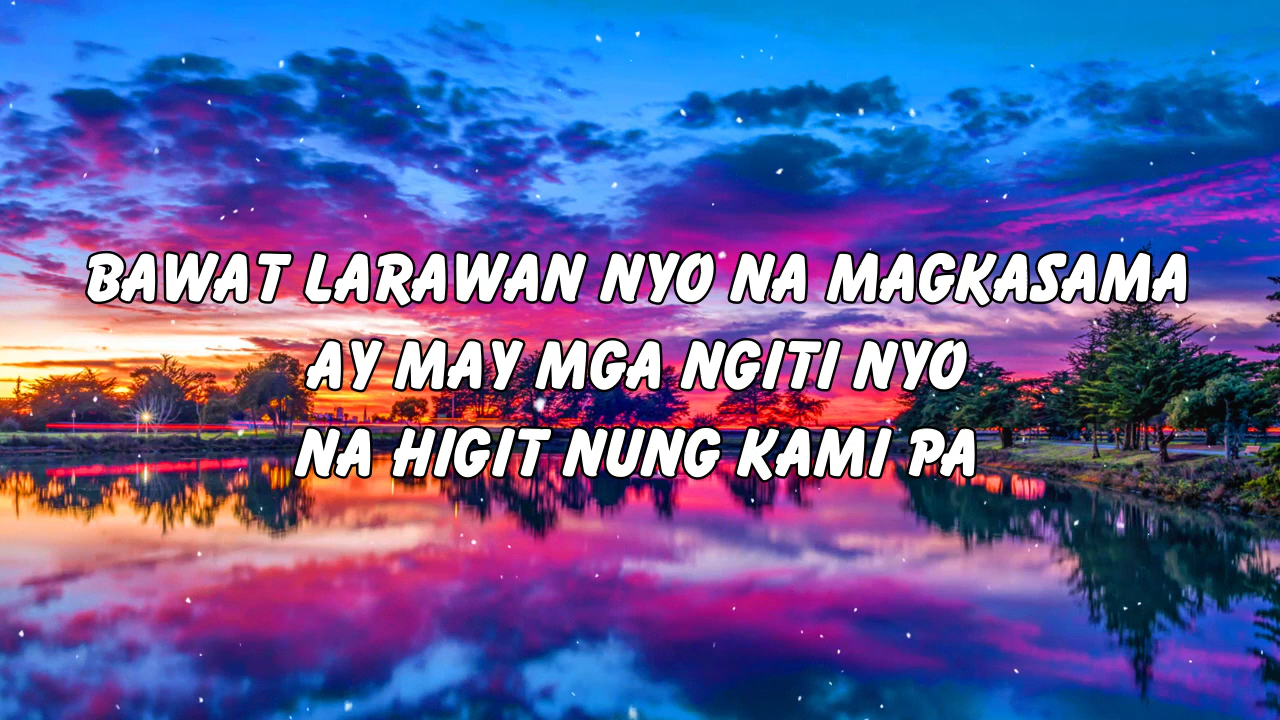 BAWAT LARAWAN NYO NA MAGKASAMA
AY MAY MGA NGITI NYO
NA HIGIT NUNG KAMI PA